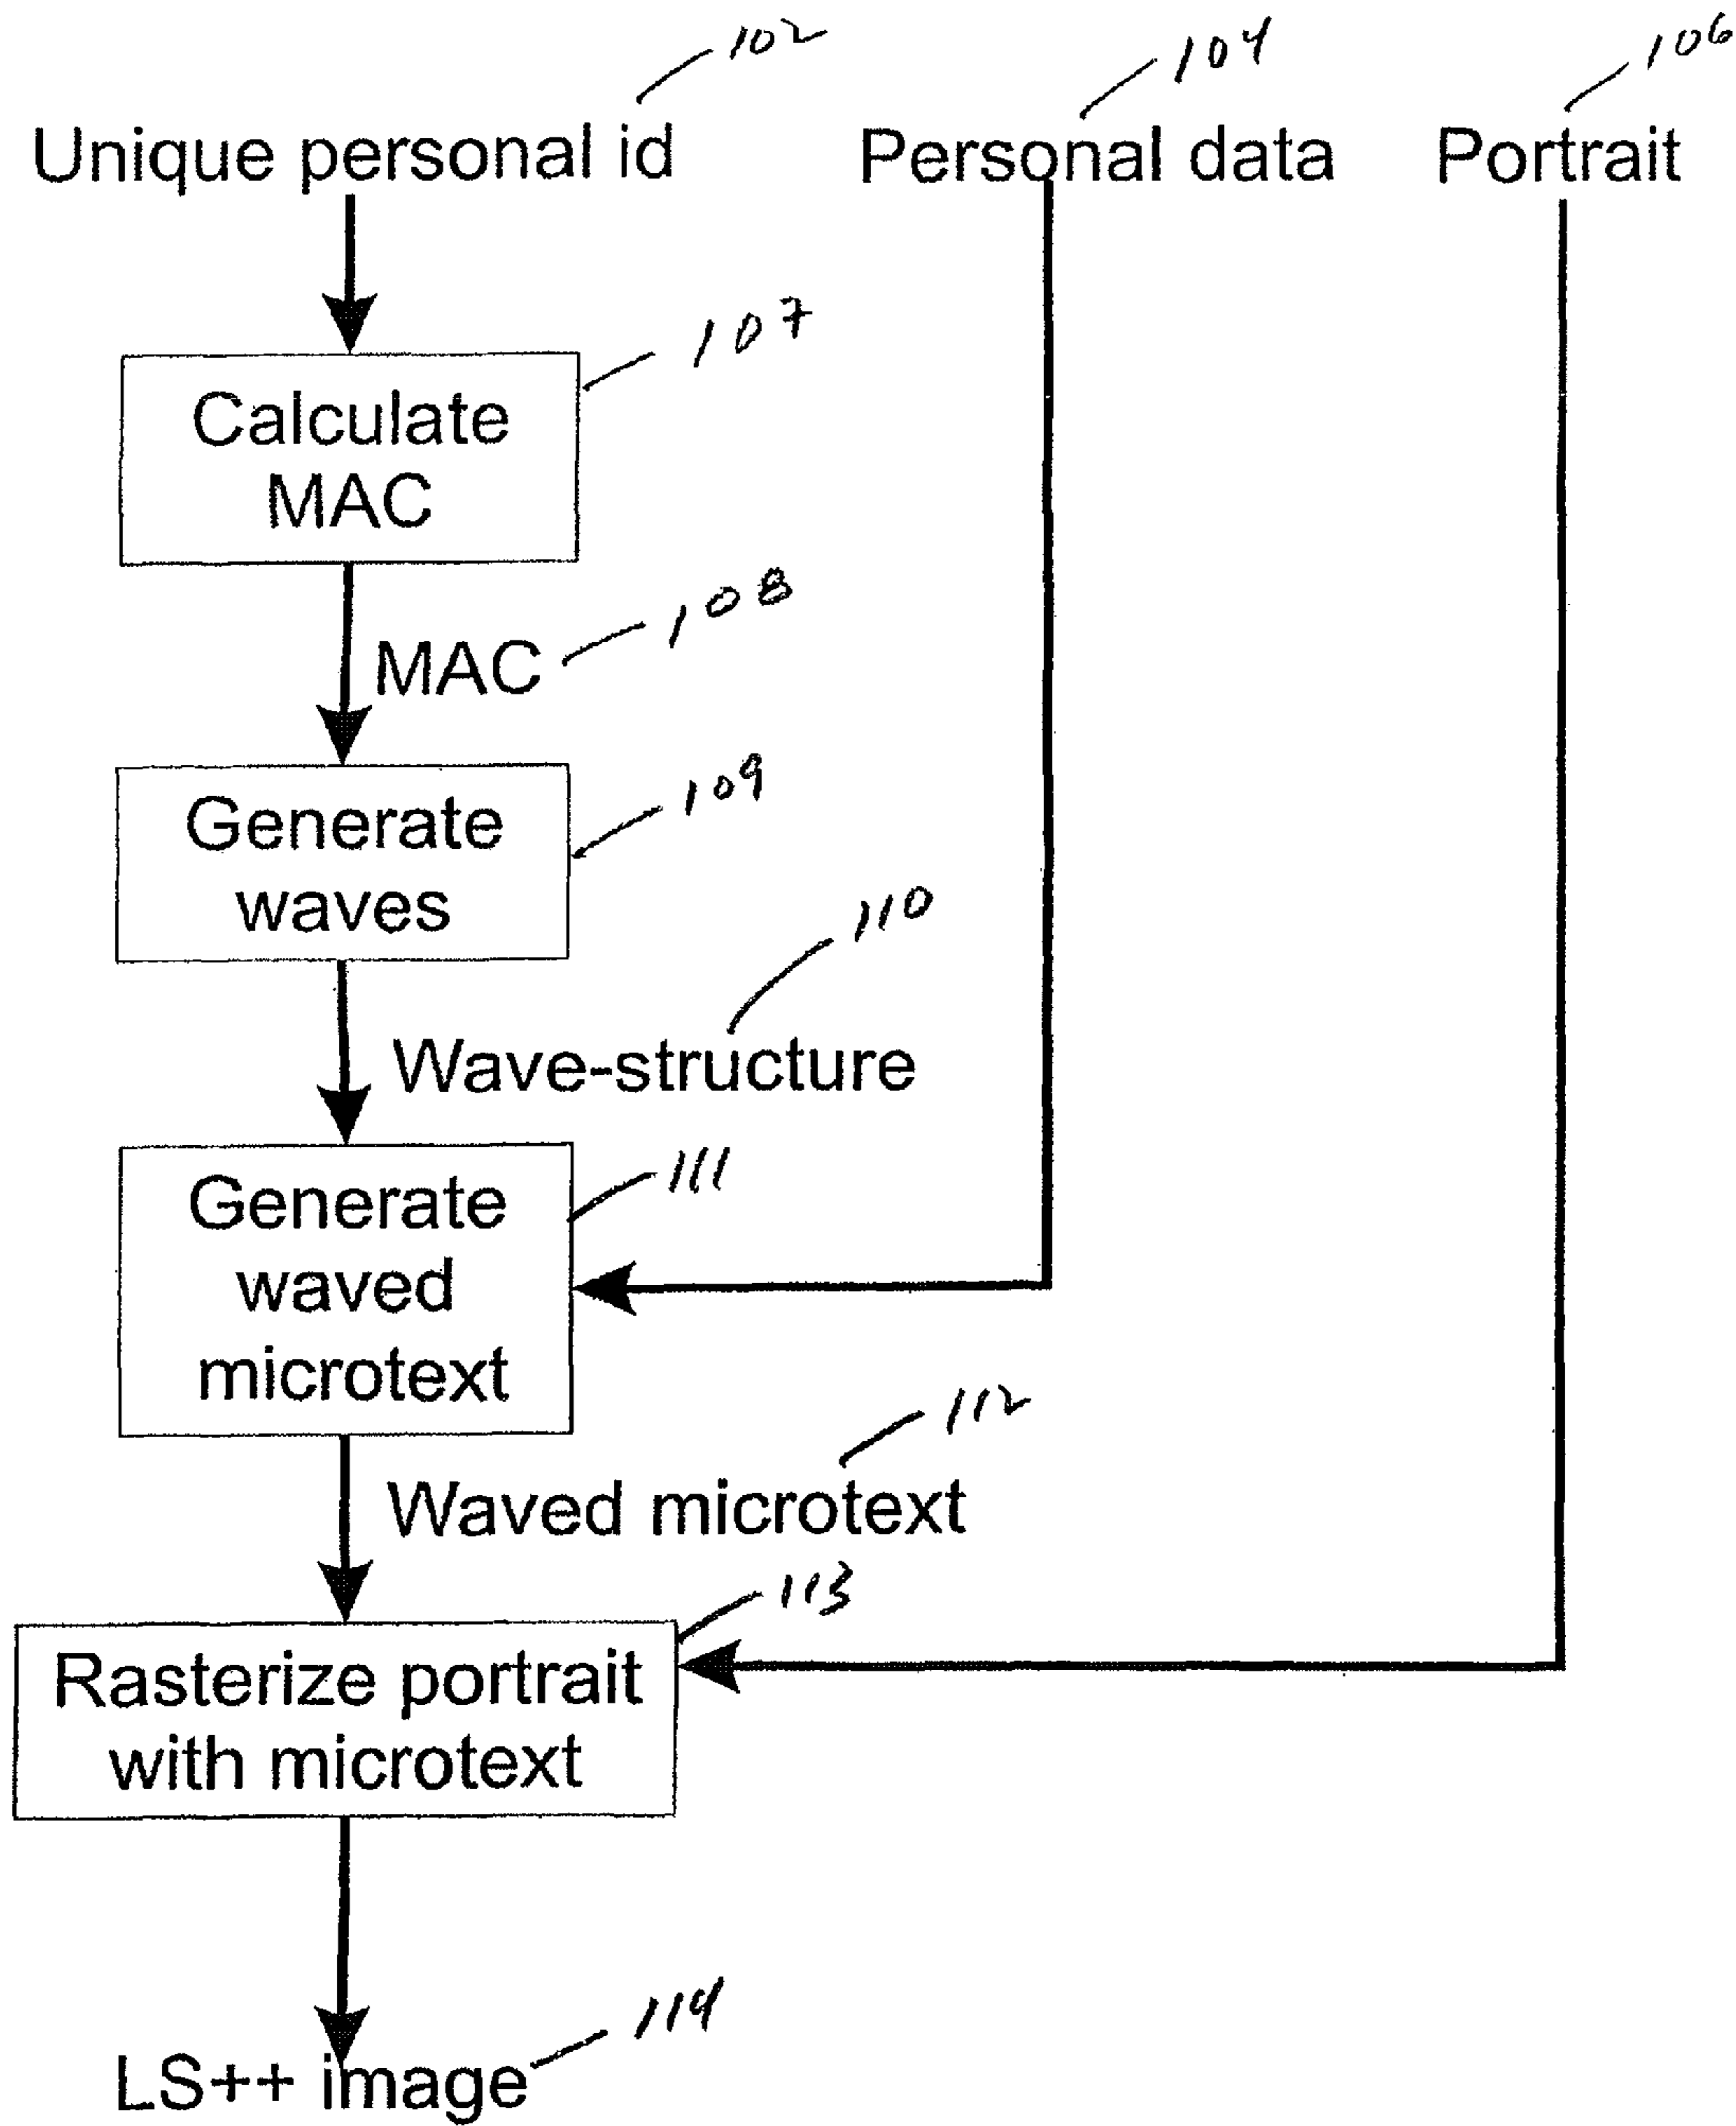 102 104 106
Unique personal id Personal data Portrait
107
Calculate
MAC
108
MAC
109
Generate
waves
110
Wave-structure
111
Generate
waved
microtext
112
Waved microtext
113
Rasterize portrait
with microtext
114
LS++ image